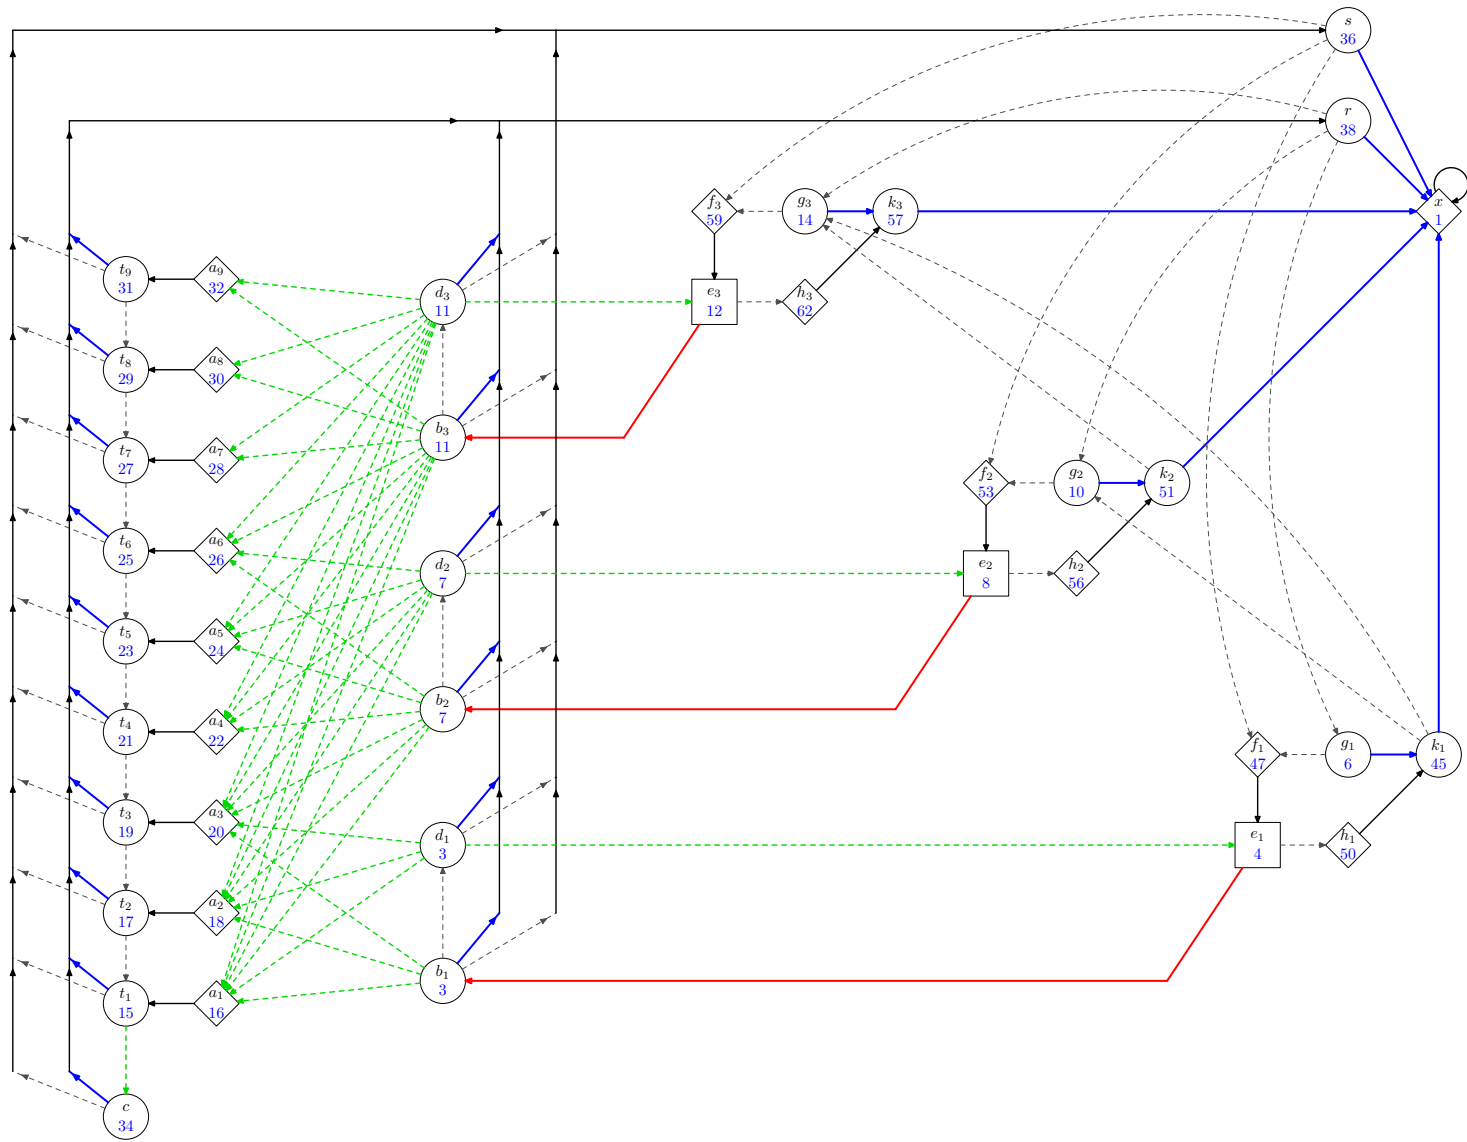 s
36
r
38
x
1
f₃
59
g₃
14
k₃
57
t₉
31
a₉
32
d₃
11
e₃
12
h₃
62
t₈
29
a₈
30
b₃
11
t₇
27
a₇
28
f₂
53
g₂
10
k₂
51
t₆
25
a₆
26
d₂
7
e₂
8
h₂
56
t₅
23
a₅
24
b₂
7
t₄
21
a₄
22
f₁
47
g₁
6
k₁
45
t₃
19
a₃
20
d₁
3
e₁
4
h₁
50
t₂
17
a₂
18
b₁
3
t₁
15
a₁
16
c
34